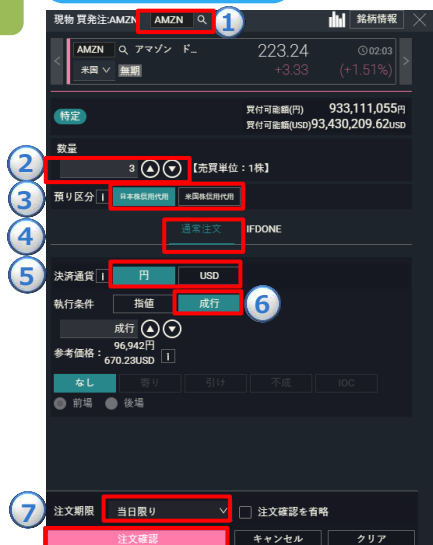 現物 買発注:AMZN AMZN 銘柄情報
1
AMZN アマゾン ド_ 223.24 02:03
米国 無期 +3.33 (+1.51%)
特定 買付可能額(円) 933,111,055円
買付可能額(USD)93,430,209.62USD
数量
2 3 【売買単位：1株】
3 預り区分 日本株信用代用 米国株信用代用
4 通常注文 IFDONE
5 決済通貨 円 USD
執行条件 指値 成行 6
成行
参考価格： 96,942円
670.23USD
なし 寄り 引け 不成 IOC
前場 後場
7 注文期限 当日限り 注文確認を省略
注文確認 キャンセル クリア